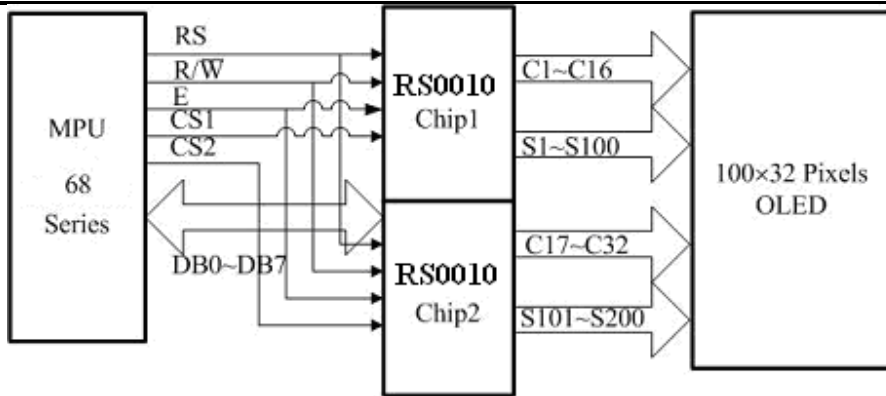 RS
R/W̅
E
CS1
CS2
MPU
68
Series
DB0~DB7
RS0010
Chip1
RS0010
Chip2
C1~C16
S1~S100
C17~C32
S101~S200
100×32 Pixels
OLED